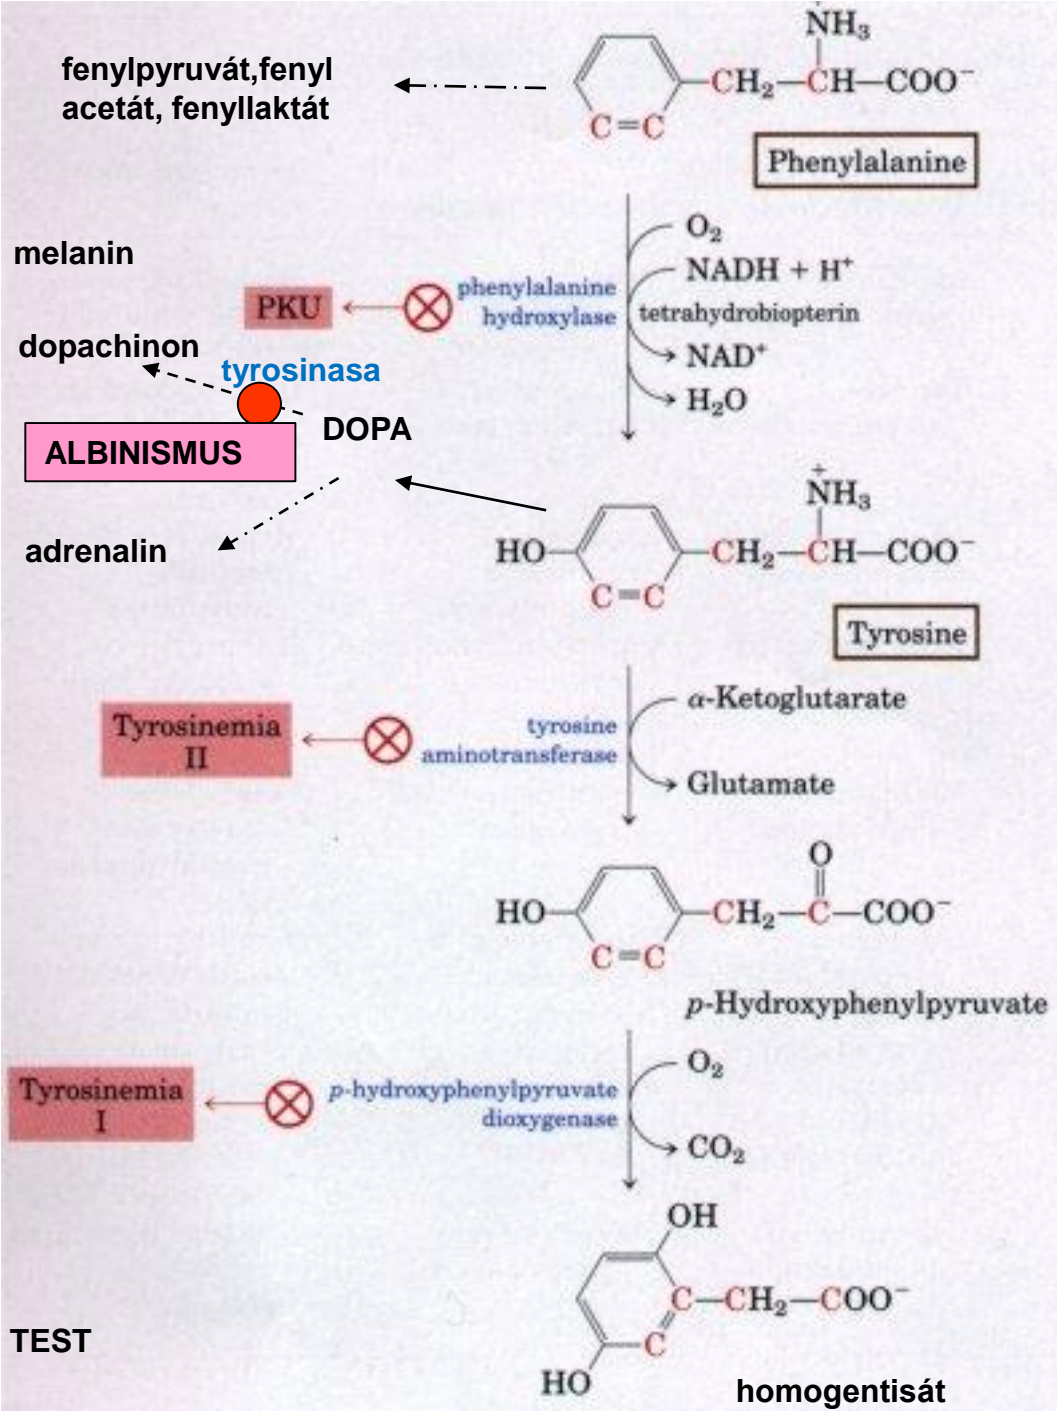 +
NH₃
CH₂—CH—COO⁻
C=C
Phenylalanine
fenylpyruvát,fenyl
acetát, fenyllaktát
O₂
NADH + H⁺
phenylalanine
hydroxylase
tetrahydrobiopterin
NAD⁺
H₂O
PKU
melanin
dopachinon
tyrosinasa
DOPA
ALBINISMUS
adrenalin
+
NH₃
HO
CH₂—CH—COO⁻
C=C
Tyrosine
α-Ketoglutarate
tyrosine
aminotransferase
Glutamate
Tyrosinemia
II
O
HO
CH₂—C—COO⁻
C=C
p-Hydroxyphenylpyruvate
O₂
p-hydroxyphenylpyruvate
dioxygenase
CO₂
Tyrosinemia
I
OH
C—CH₂—COO⁻
C
HO
TEST
homogentisát